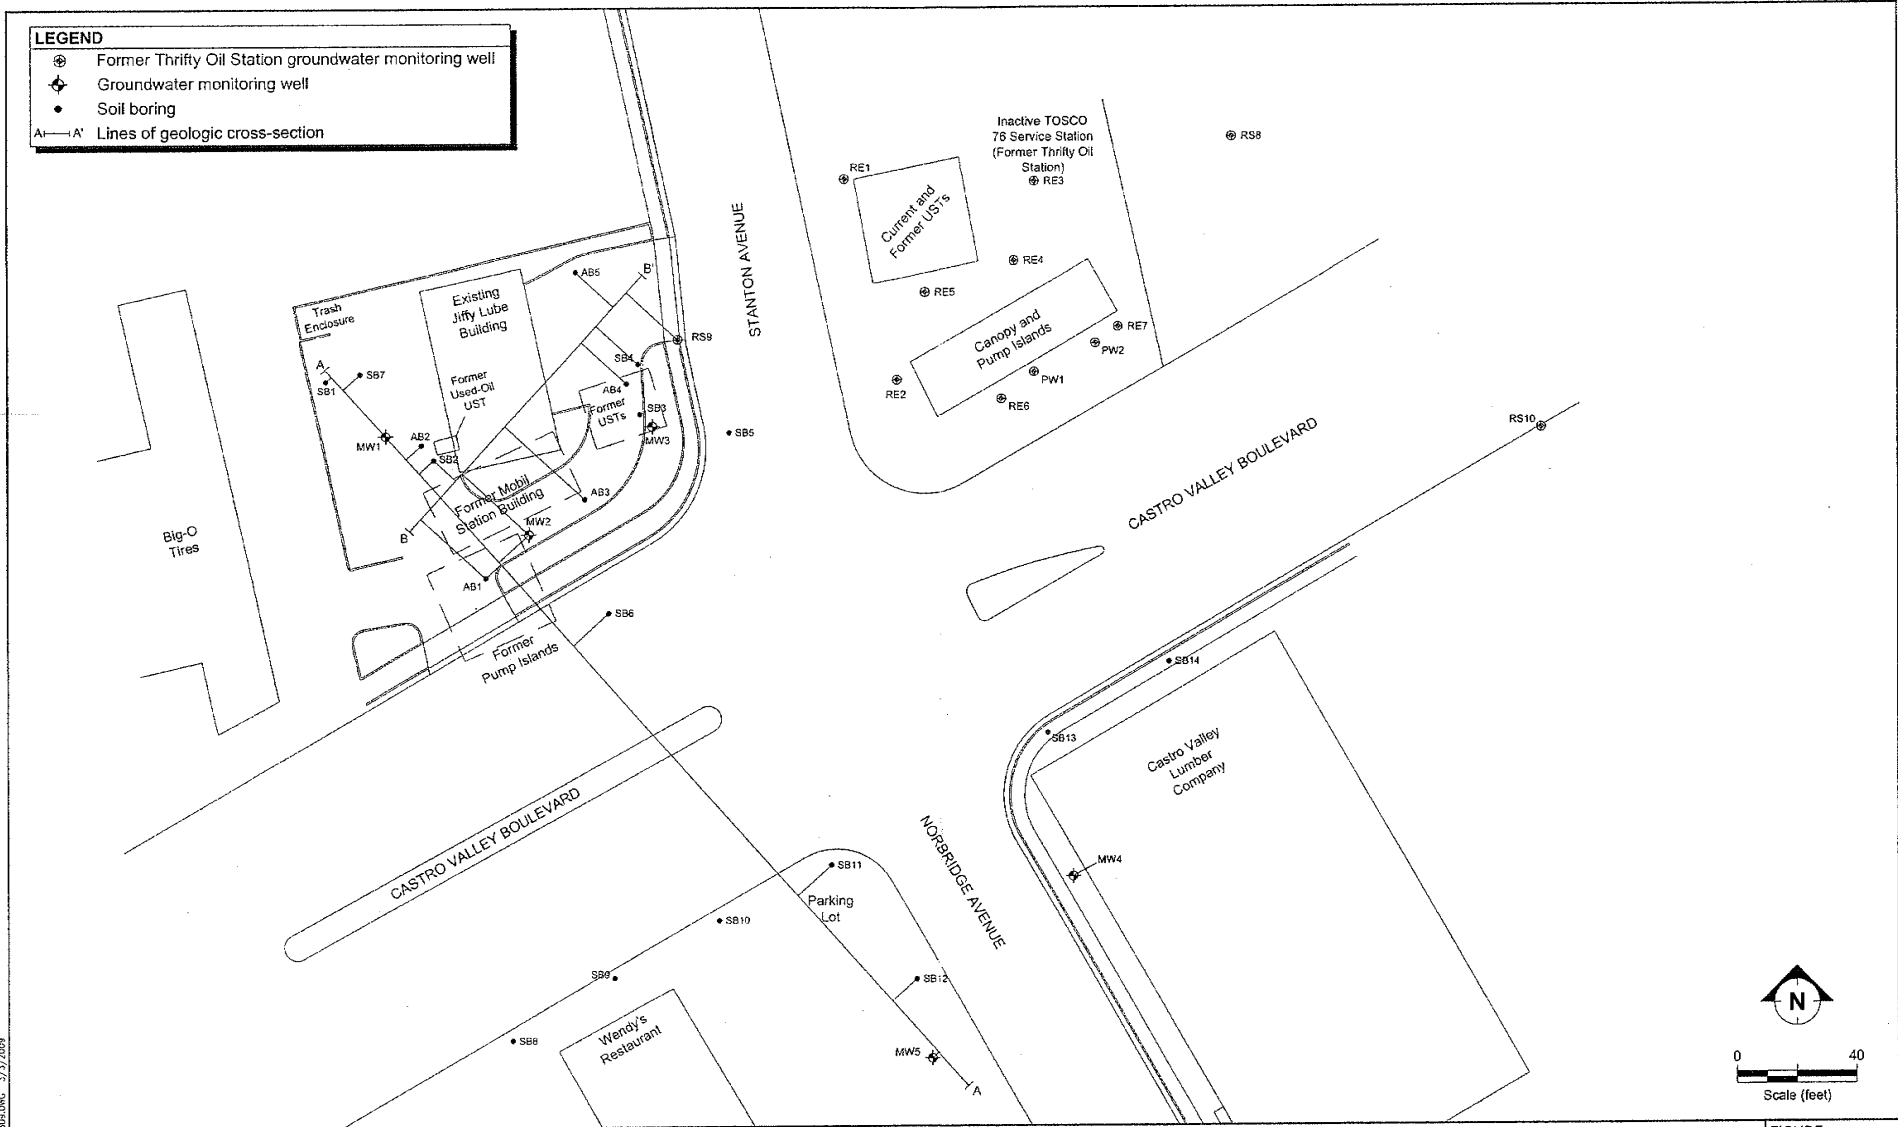 LEGEND
Former Thrifty Oil Station groundwater monitoring well
Groundwater monitoring well
Soil boring
A A' Lines of geologic cross-section
Inactive TOSCO
76 Service Station
(Former Thrifty Oil
Station)
RS8
RE1
RE3
Current and
Former USTs
STANTON AVENUE
RE4
RE5
Canopy and
Pump Islands
RE7
PW2
PW1
RE2
RE6
AB5
B'
Trash
Enclosure
Existing
Jiffy Lube
Building
RS9
SB4
A
SB7
SB1
Former
Used-Oil
UST
AB4
Former
USTs
SB3
MW3
SB5
MW1
AB2
SB2
RS10
CASTRO VALLEY BOULEVARD
Former Mobil
Station Building
AB3
MW2
B
Big-O
Tires
AB1
SB6
Former
Pump Islands
SB14
SB13
Castro Valley
Lumber
Company
CASTRO VALLEY BOULEVARD
NORBRIDGE AVENUE
MW4
SB11
Parking
Lot
SB10
SB9
SB12
SB8
Wendy's
Restaurant
MW5
A
N
0 40
Scale (feet)